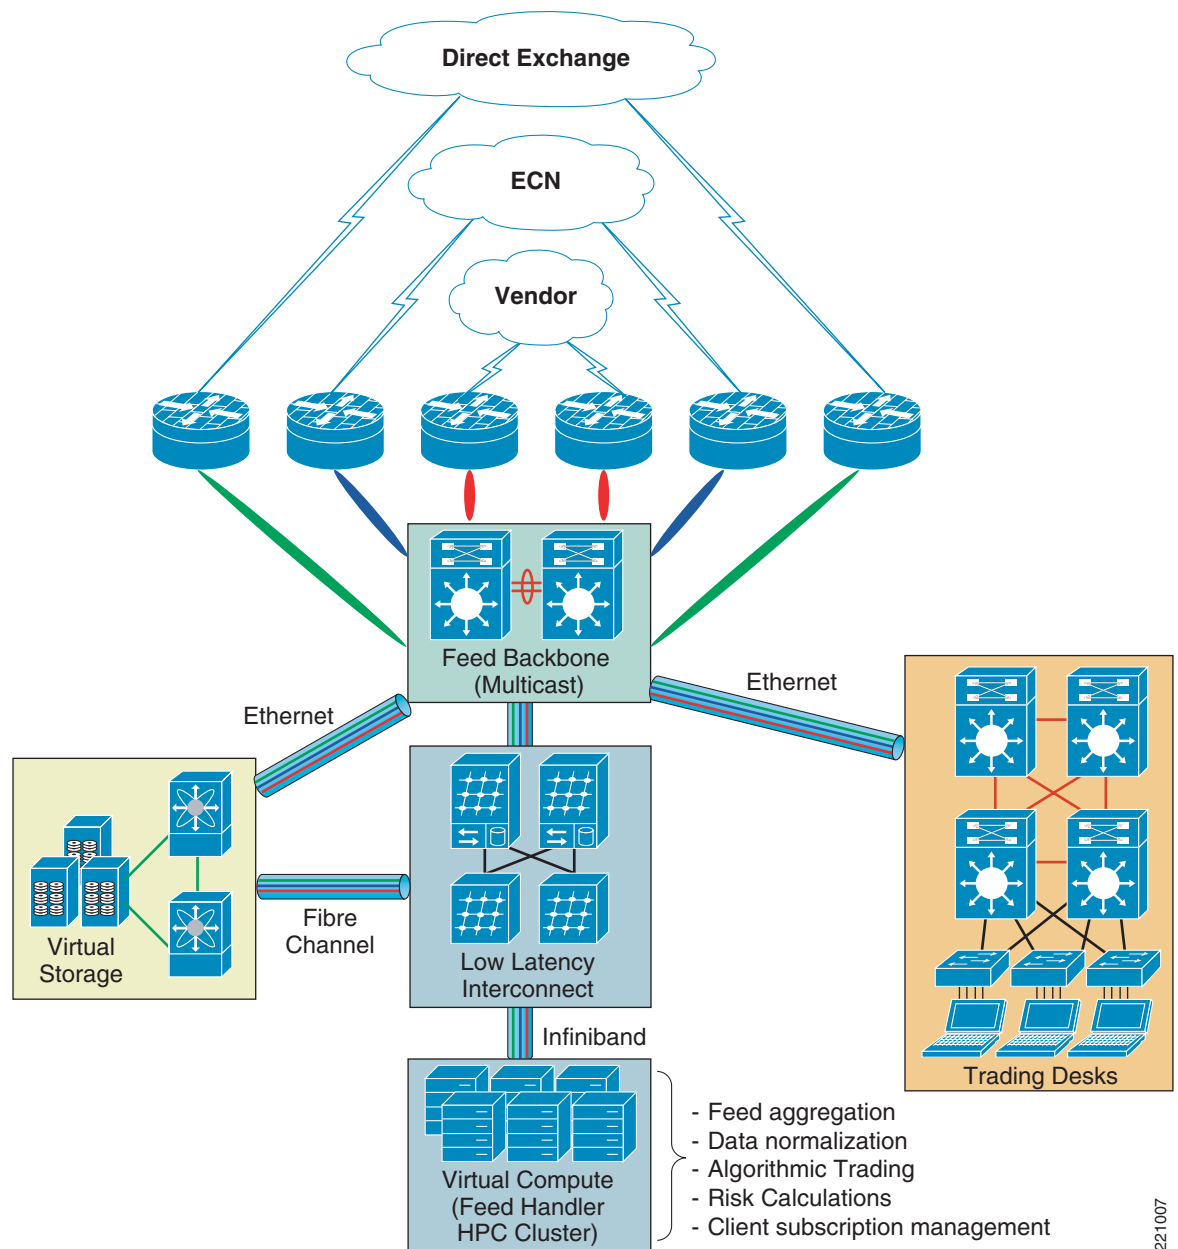 Direct Exchange
ECN
Vendor
Feed Backbone
(Multicast)
Ethernet
Ethernet
Virtual
Storage
Fibre
Channel
Low Latency
Interconnect
Infiniband
Trading Desks
Virtual Compute
(Feed Handler
HPC Cluster)
- Feed aggregation
- Data normalization
- Algorithmic Trading
- Risk Calculations
- Client subscription management
221007